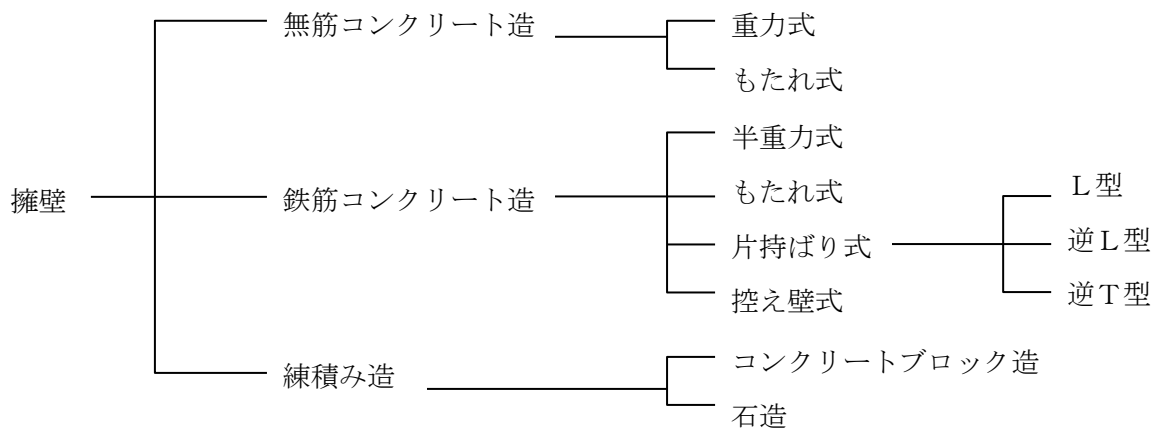 擁壁
無筋コンクリート造
重力式
もたれ式
鉄筋コンクリート造
半重力式
もたれ式
片持ばり式
Ｌ型
逆Ｌ型
逆Ｔ型
控え壁式
練積み造
コンクリートブロック造
石造